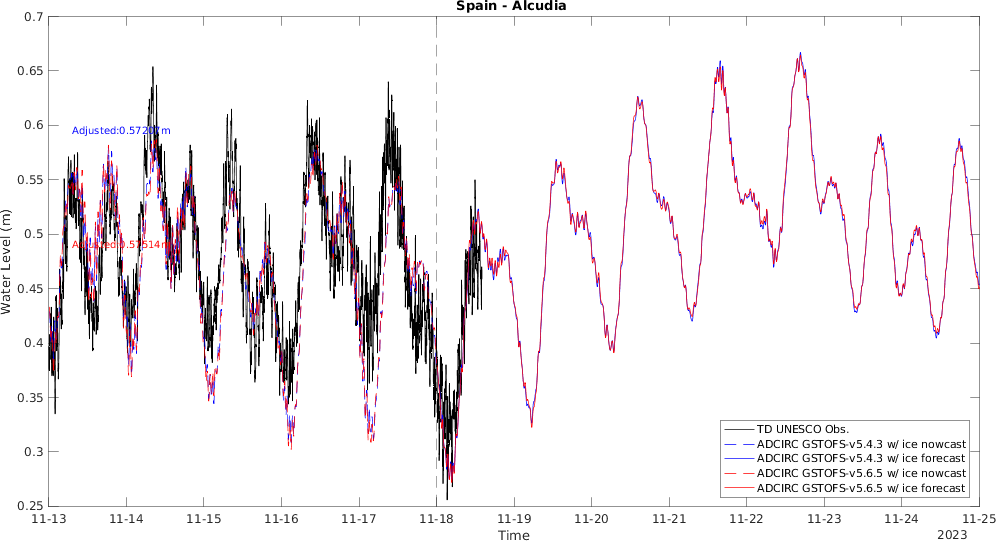 Spain - Alcudia
0.7
0.65
0.6
0.55
0.5
0.45
0.4
0.35
0.3
0.25
Water Level (m)
Adjusted:0.57207m
TD UNESCO Obs.
ADCIRC GSTOFS-v5.4.3 w/ ice nowcast
ADCIRC GSTOFS-v5.4.3 w/ ice forecast
ADCIRC GSTOFS-v5.6.5 w/ ice nowcast
ADCIRC GSTOFS-v5.6.5 w/ ice forecast
11-13 11-14 11-15 11-16 11-17 11-18 11-19 11-20 11-21 11-22 11-23 11-24 11-25
Time
2023